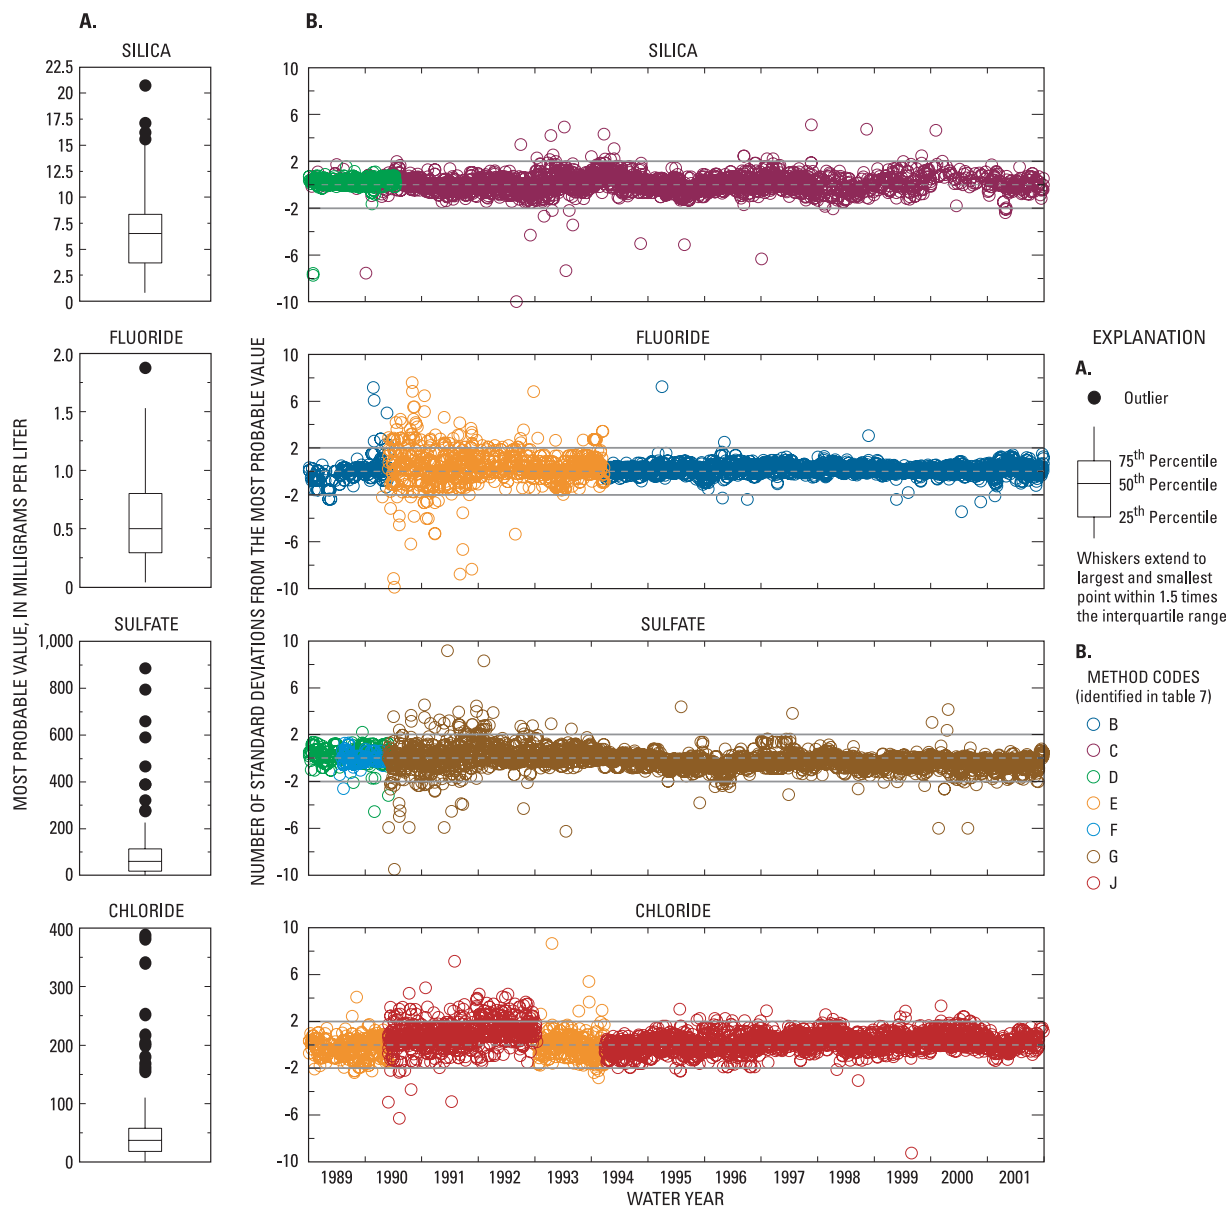 A.
B.
SILICA
SILICA
22.5
20
17.5
15
12.5
10
7.5
5
2.5
0
10
6
2
-2
-6
-10
FLUORIDE
FLUORIDE
2.0
1.5
1.0
0.5
0
10
6
2
-2
-6
-10
SULFATE
SULFATE
1,000
800
600
400
200
0
10
6
2
-2
-6
-10
CHLORIDE
CHLORIDE
400
300
200
100
0
10
6
2
-2
-6
-10
MOST PROBABLE VALUE, IN MILLIGRAMS PER LITER
NUMBER OF STANDARD DEVIATIONS FROM THE MOST PROBABLE VALUE
1989 1990 1991 1992 1993 1994 1995 1996 1997 1998 1999 2000 2001
WATER YEAR
EXPLANATION
A.
Outlier
75th Percentile
50th Percentile
25th Percentile
Whiskers extend to
largest and smallest
point within 1.5 times
the interquartile range
B.
METHOD CODES
(identified in table 7)
B
C
D
E
F
G
J